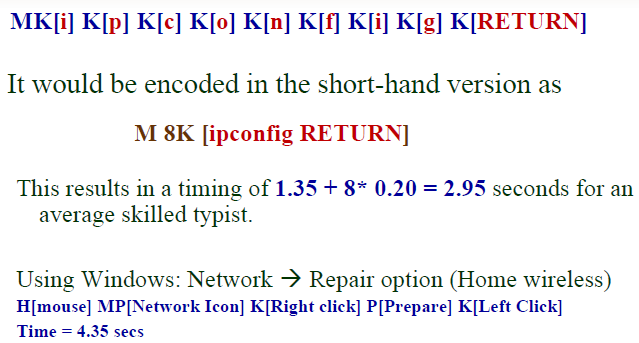 MK[i] K[p] K[c] K[o] K[n] K[f] K[i] K[g] K[RETURN]
It would be encoded in the short-hand version as
M 8K [ipconfig RETURN]
This results in a timing of 1.35 + 8* 0.20 = 2.95 seconds for an
average skilled typist.
Using Windows: Network → Repair option (Home wireless)
H[mouse] MP[Network Icon] K[Right click] P[Prepare] K[Left Click]
Time = 4.35 secs